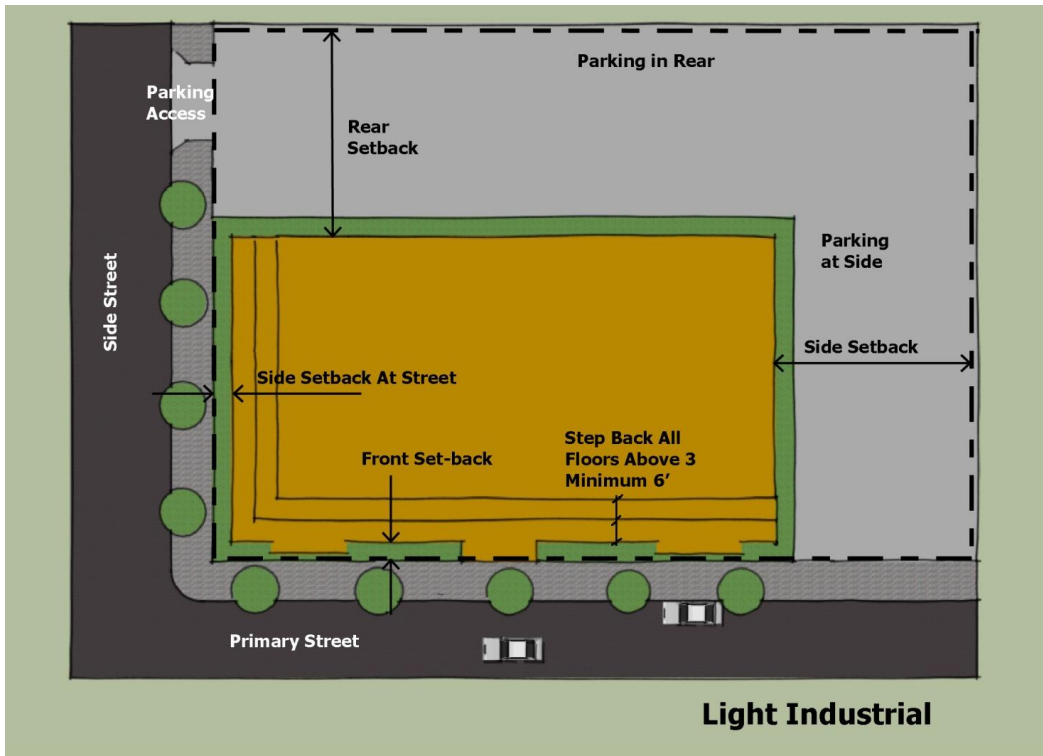 Parking in Rear
Parking
Access
Rear
Setback
Parking
at Side
Side Street
Side Setback
Side Setback At Street
Step Back All
Floors Above 3
Minimum 6’
Front Set-back
Primary Street
Light Industrial